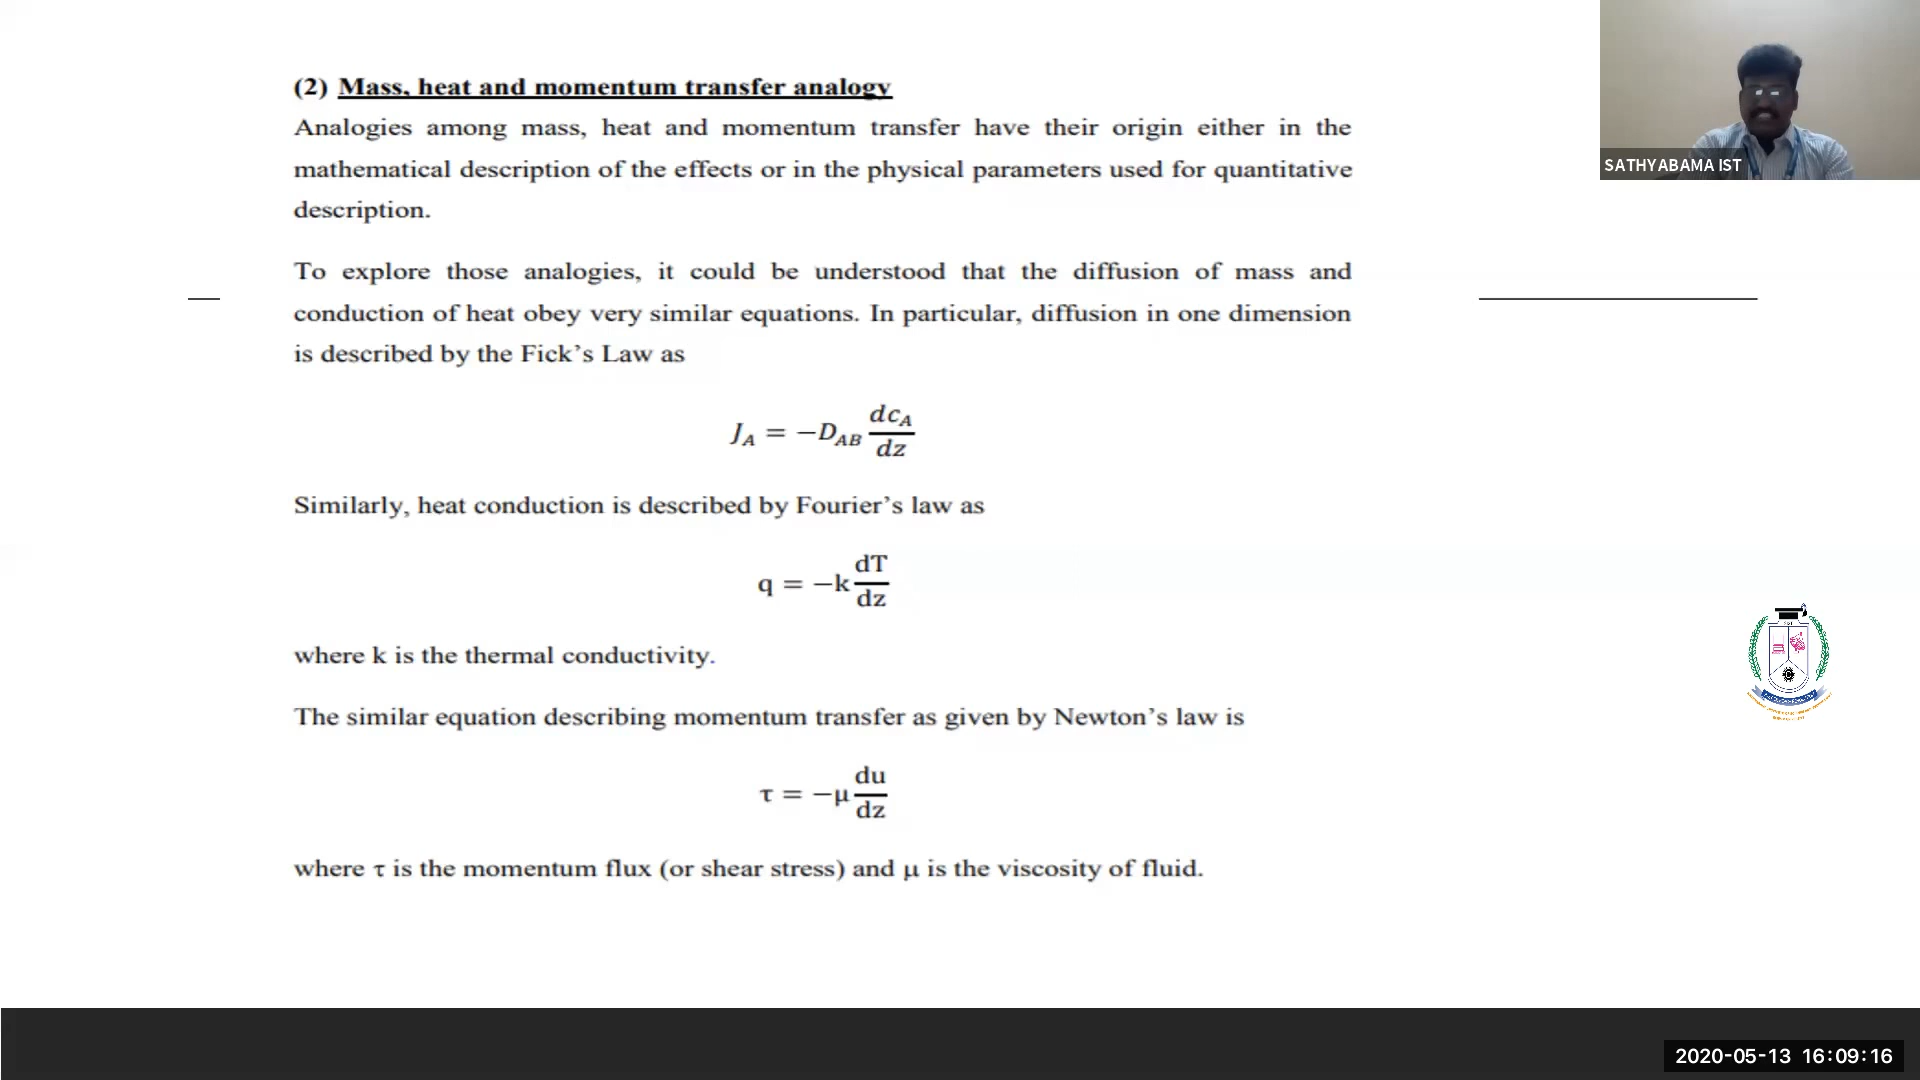 (2) Mass, heat and momentum transfer analogy
Analogies among mass, heat and momentum transfer have their origin either in the
mathematical description of the effects or in the physical parameters used for quantitative
description.
To explore those analogies, it could be understood that the diffusion of mass and
conduction of heat obey very similar equations. In particular, diffusion in one dimension
is described by the Fick’s Law as
J_A = −D_AB dc_A/dz
Similarly, heat conduction is described by Fourier’s law as
q = −k dT/dz
where k is the thermal conductivity.
The similar equation describing momentum transfer as given by Newton’s law is
τ = −μ du/dz
where τ is the momentum flux (or shear stress) and μ is the viscosity of fluid.
SATHYABAMA IST
2020-05-13 16:09:16